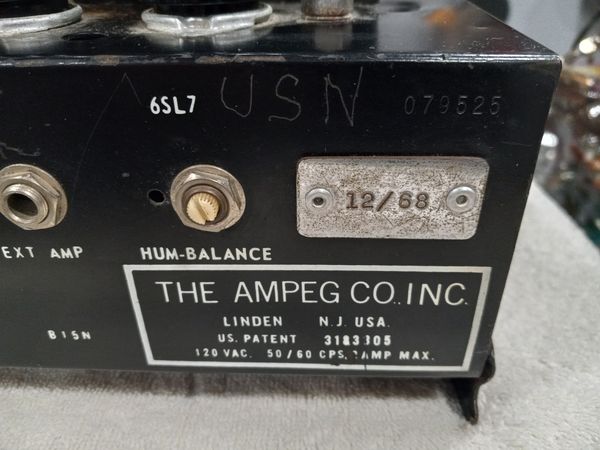 6SL7
USN
079525
12/68
EXT AMP
HUM-BALANCE
THE AMPEG CO., INC.
LINDEN N.J. USA.
B15N
US. PATENT 3183305
120 VAC. 50/60 CPS. AMP MAX.